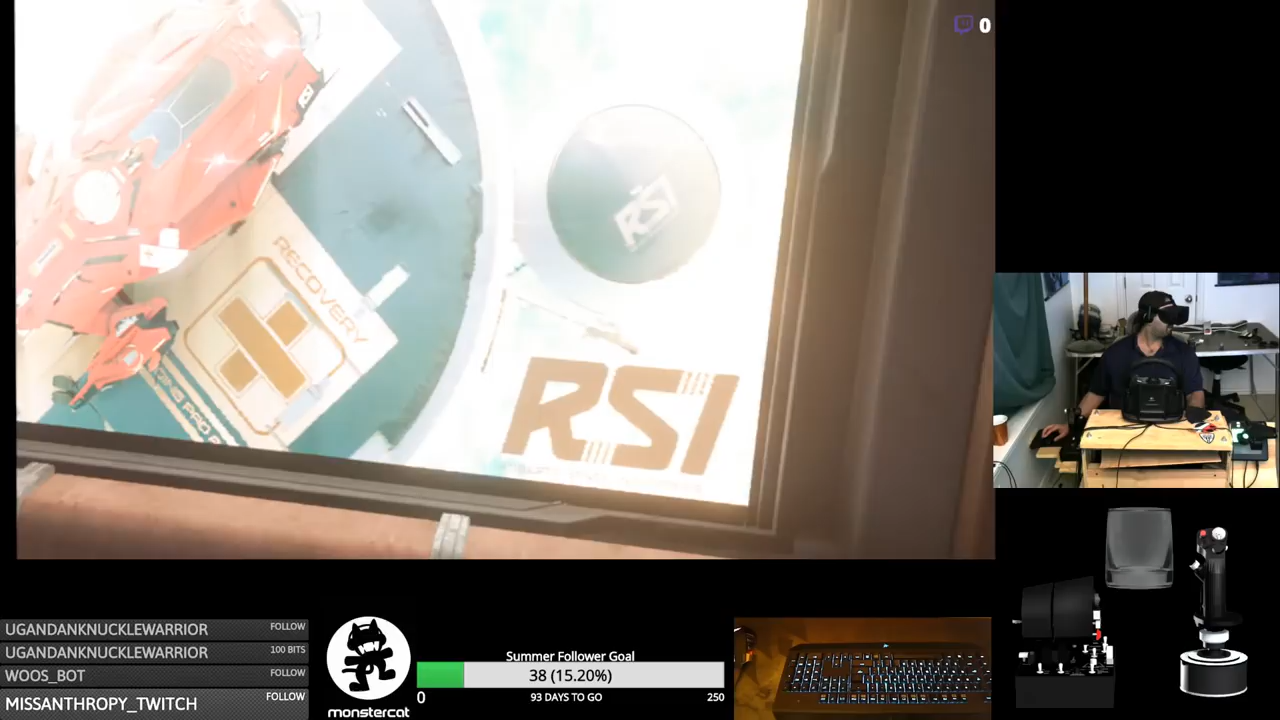 0
RSI
RECOVERY
RSI
UGANDANKNUCKLEWARRIOR FOLLOW
UGANDANKNUCKLEWARRIOR 100 BITS
WOOS_BOT FOLLOW
MISSANTHROPY_TWITCH FOLLOW
monstercat
Summer Follower Goal
38 (15.20%)
0 93 DAYS TO GO 250